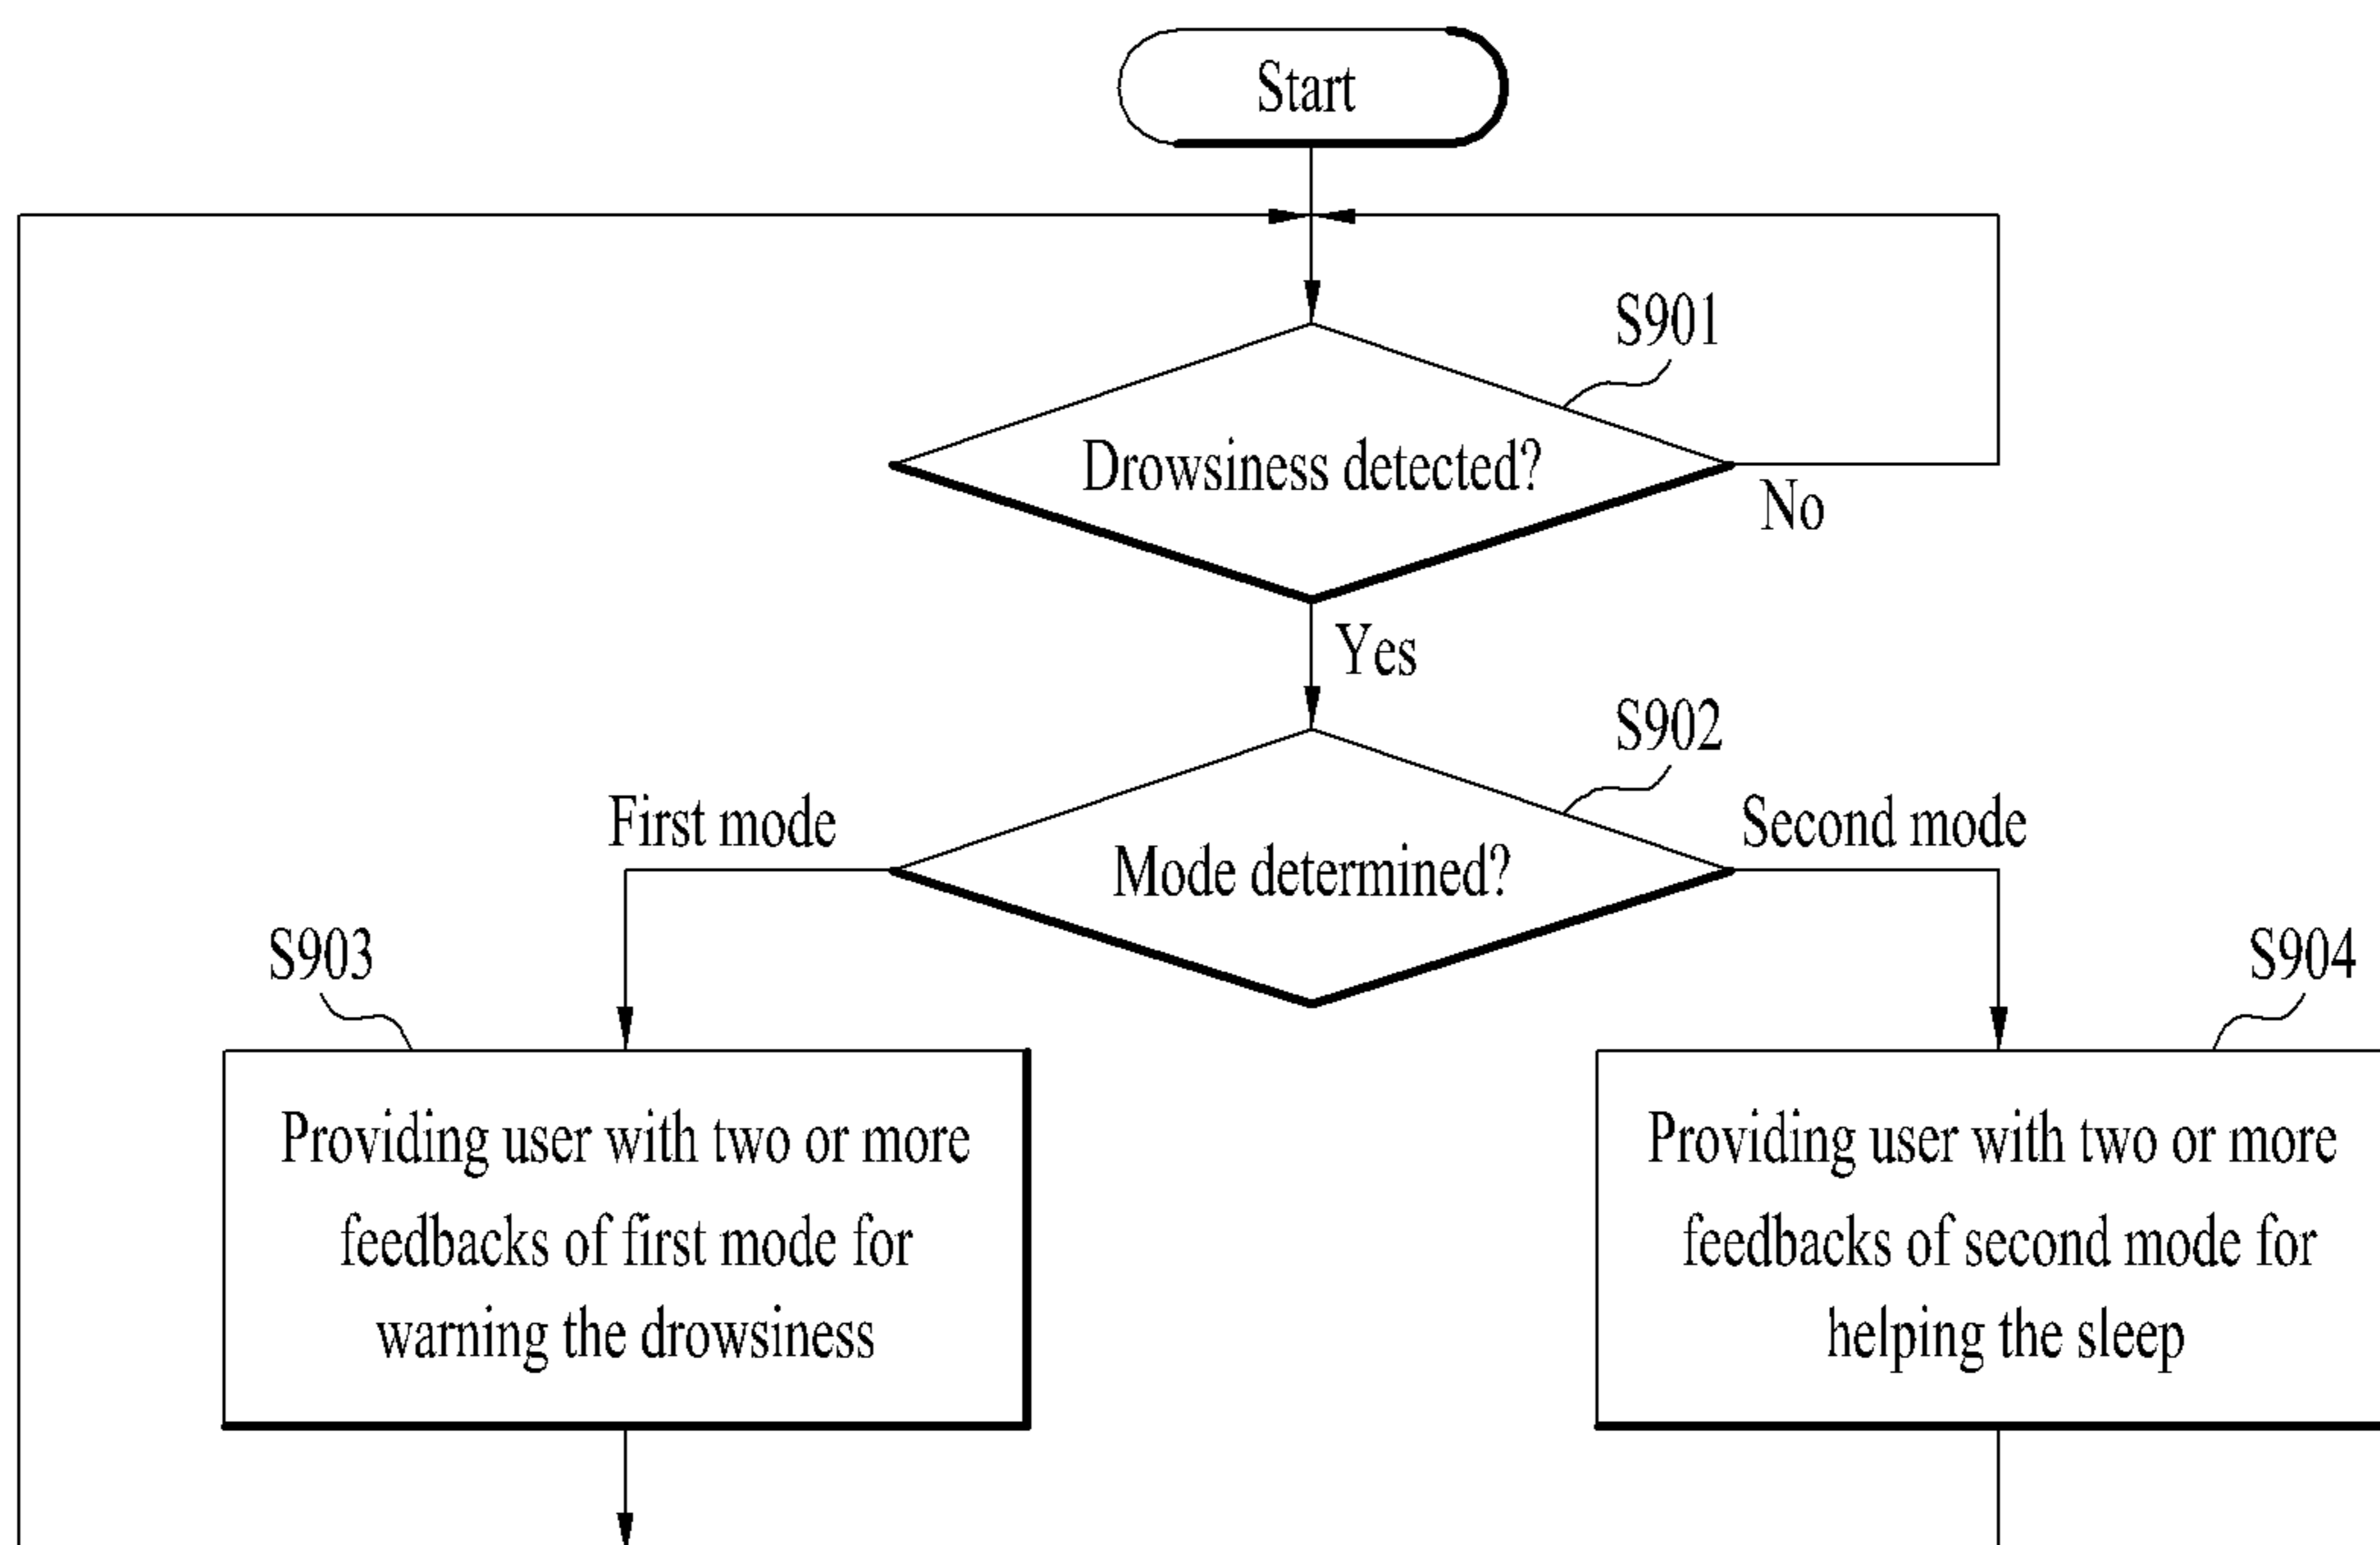 Start
S901
Drowsiness detected?
No
Yes
S902
First mode
Second mode
Mode determined?
S903
S904
Providing user with two or more
feedbacks of first mode for
warning the drowsiness
Providing user with two or more
feedbacks of second mode for
helping the sleep